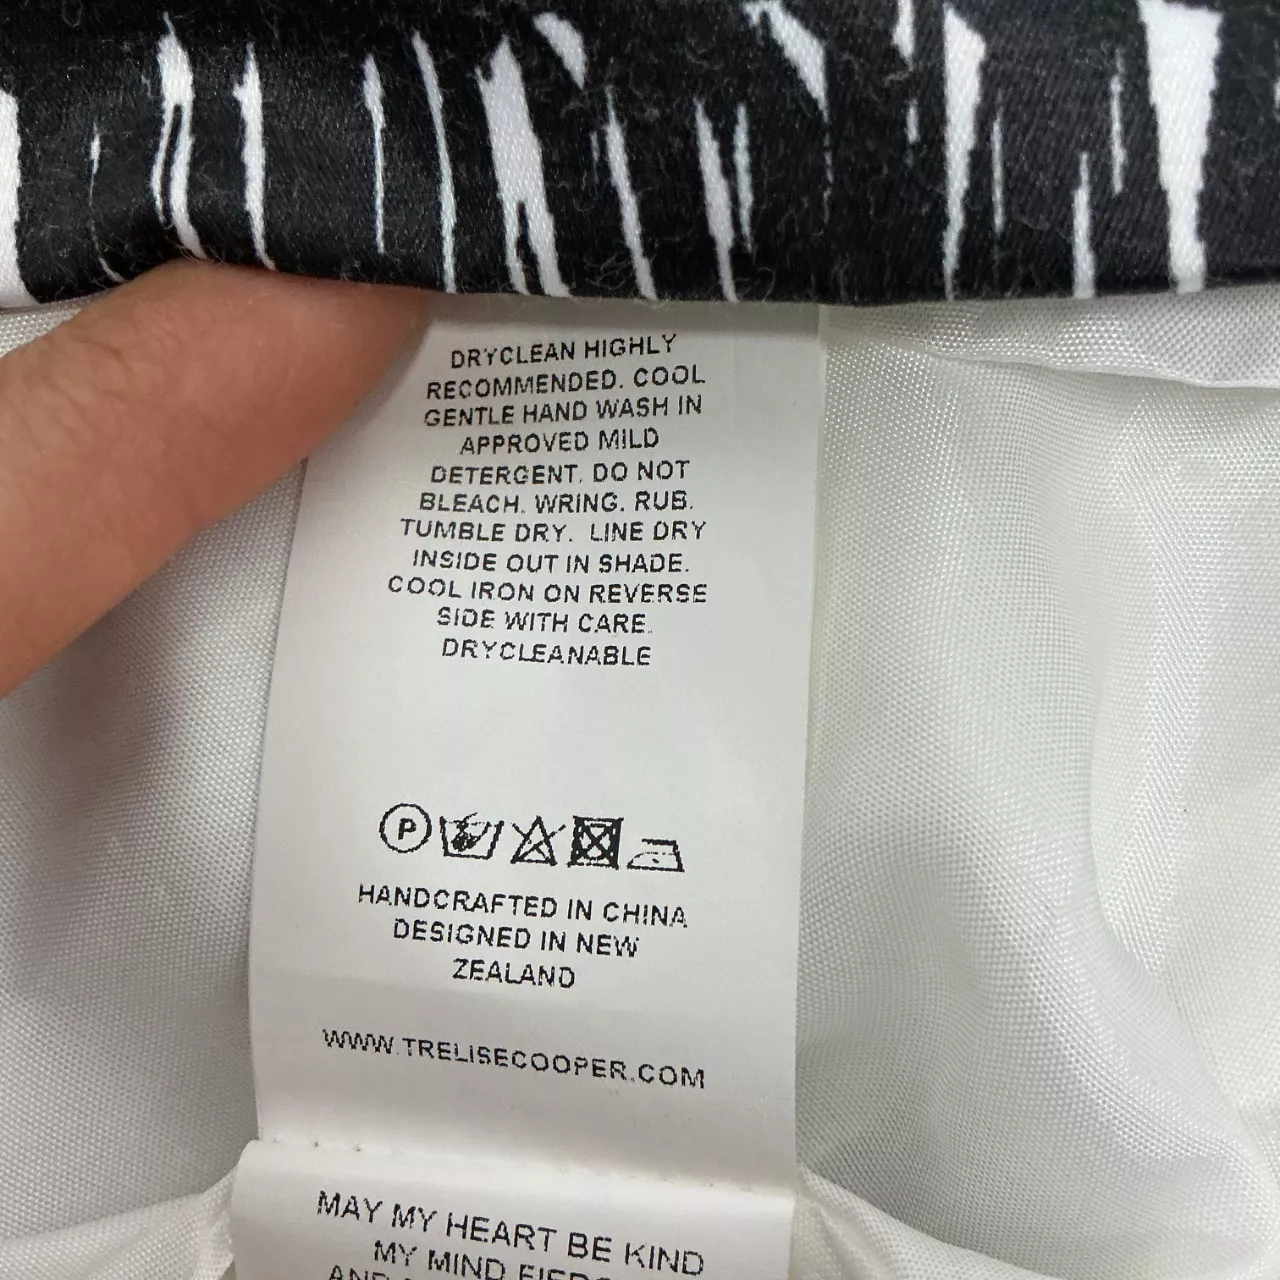 DRYCLEAN HIGHLY
RECOMMENDED. COOL
GENTLE HAND WASH IN
APPROVED MILD
DETERGENT. DO NOT
BLEACH. WRING. RUB.
TUMBLE DRY. LINE DRY
INSIDE OUT IN SHADE.
COOL IRON ON REVERSE
SIDE WITH CARE.
DRYCLEANABLE
P
HANDCRAFTED IN CHINA
DESIGNED IN NEW
ZEALAND
WWW.TRELISECOOPER.COM
MAY MY HEART BE KIND
MY MIND